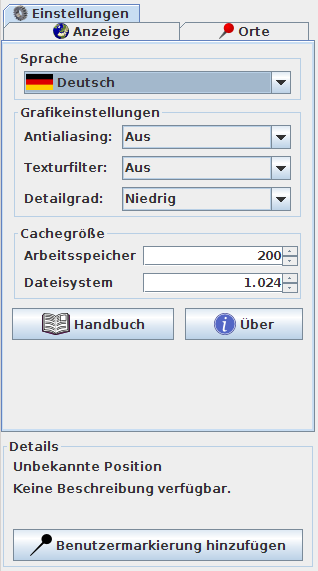 Einstellungen
Anzeige Orte
Sprache
Deutsch
Grafikeinstellungen
Antialiasing: Aus
Texturfilter: Aus
Detailgrad: Niedrig
Cachegröße
Arbeitsspeicher 200
Dateisystem 1.024
Handbuch Über
Details
Unbekannte Position
Keine Beschreibung verfügbar.
Benutzermarkierung hinzufügen